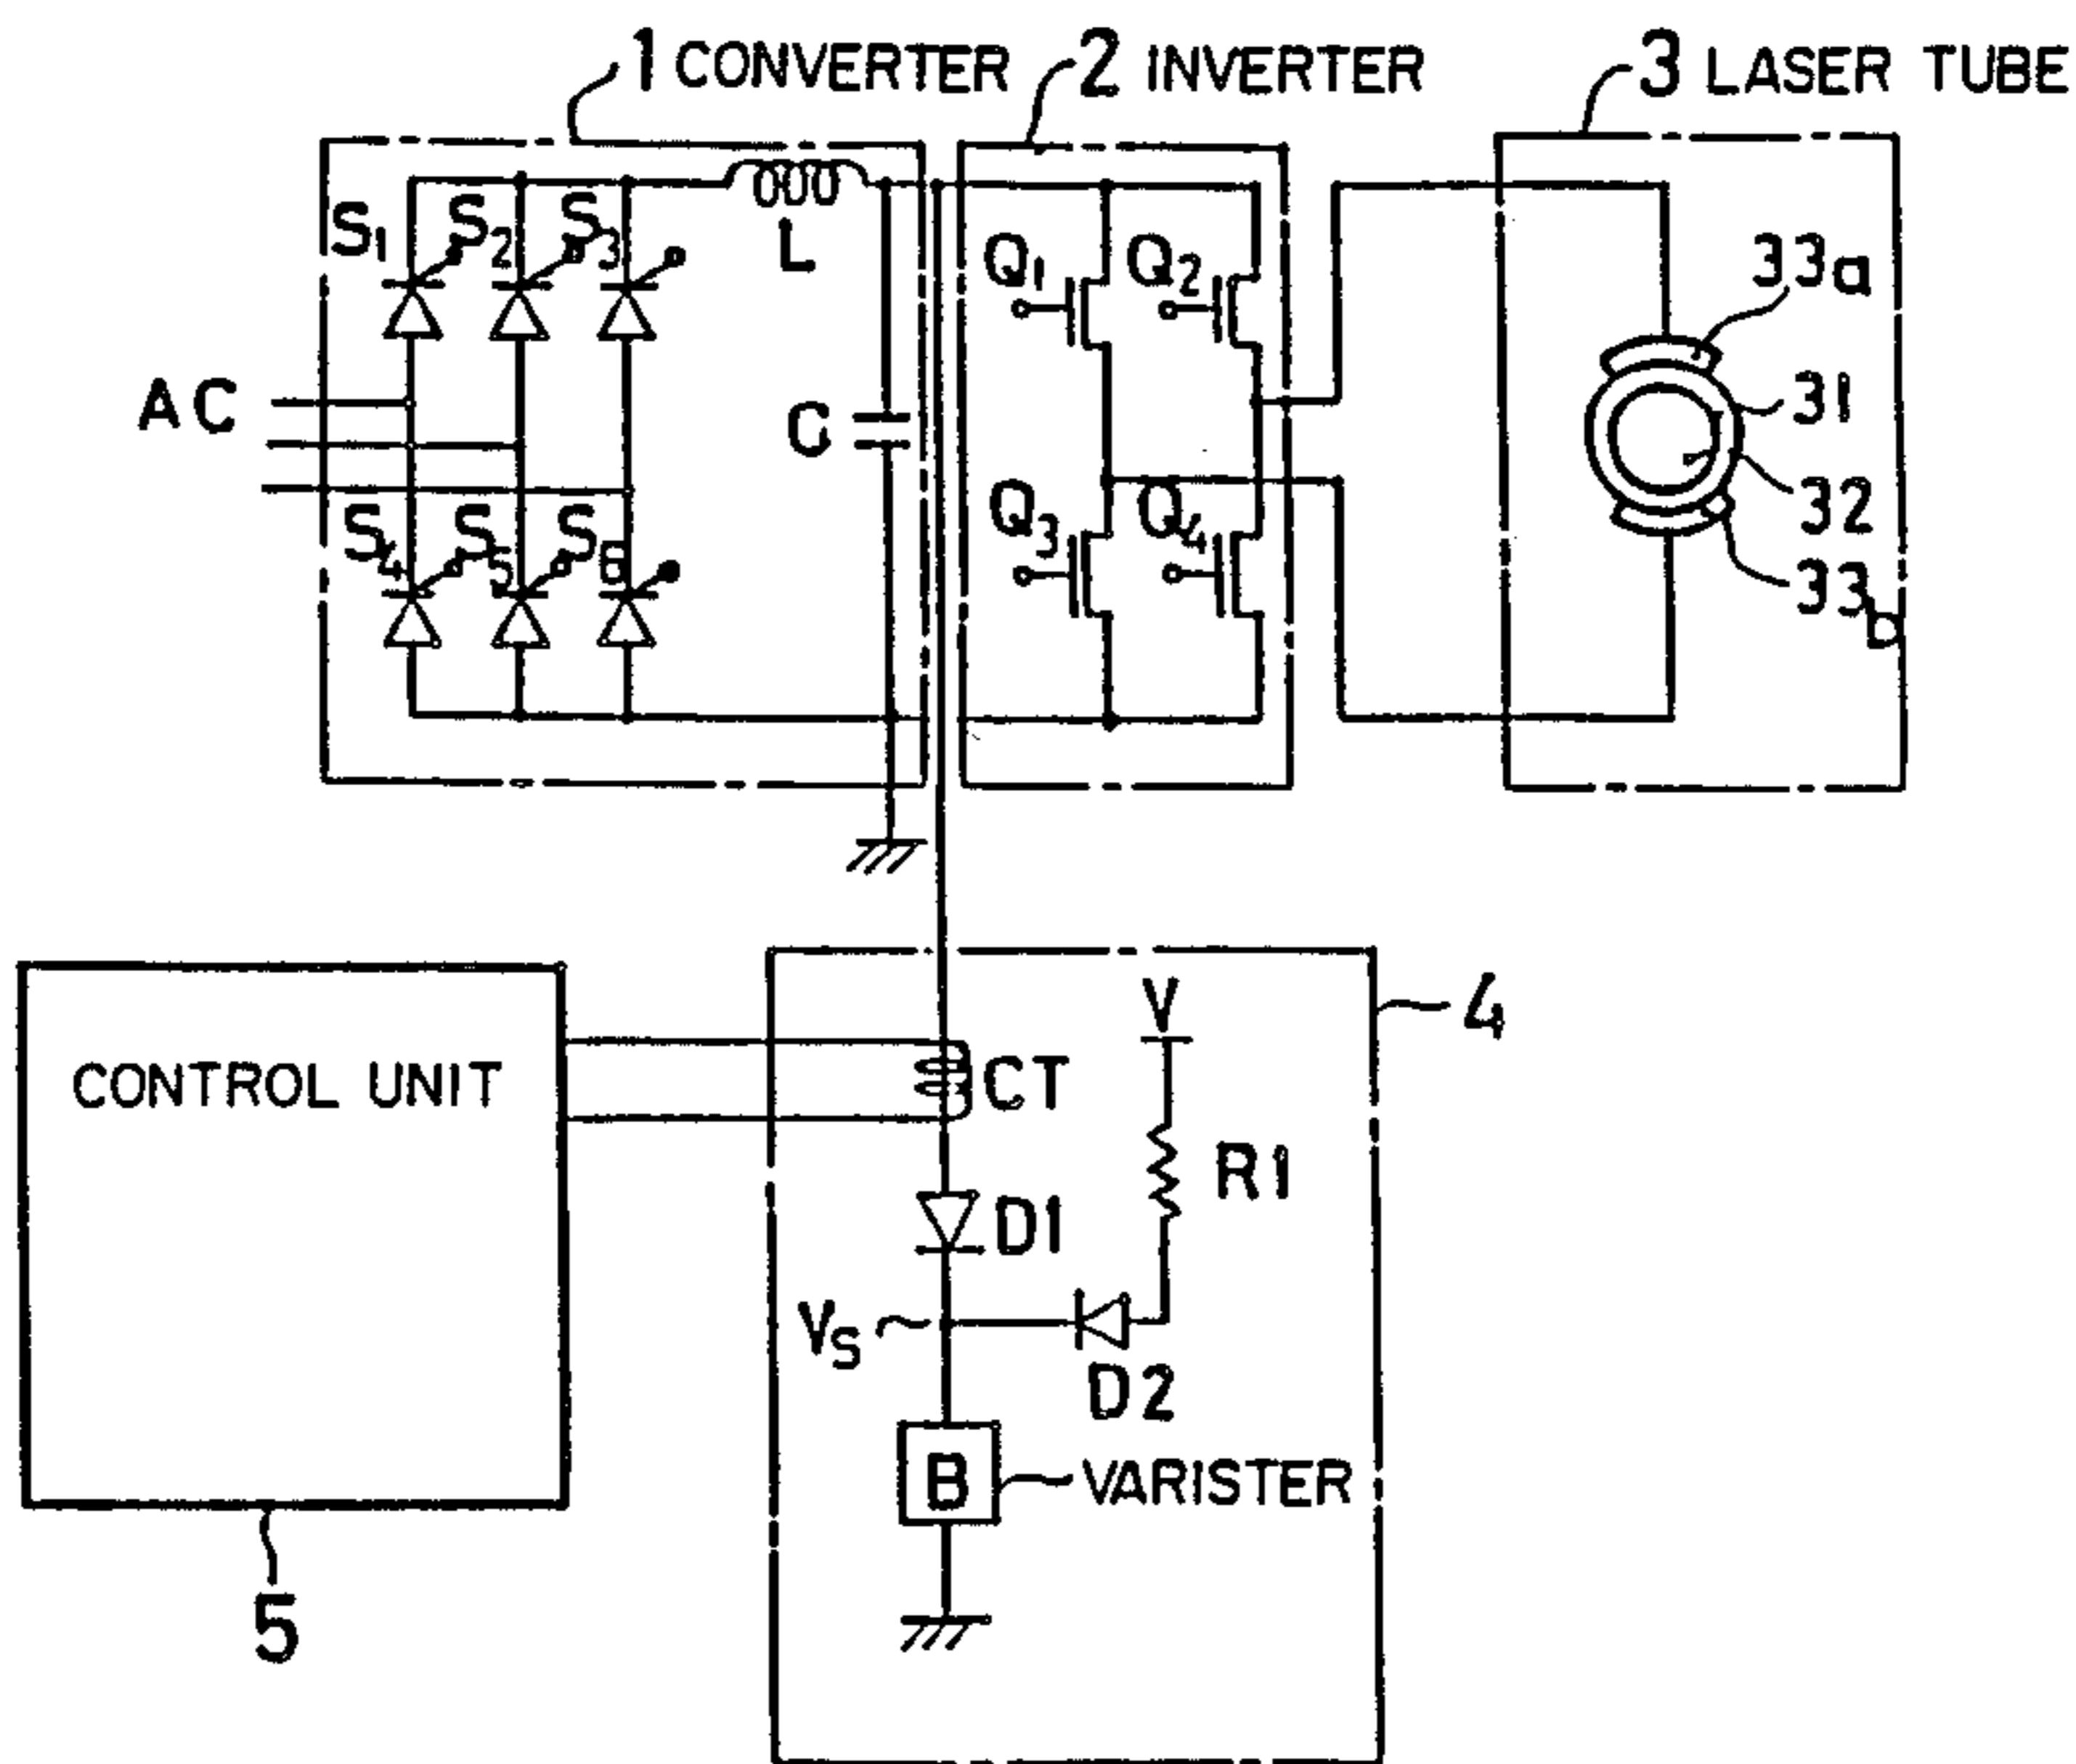 1 CONVERTER
2 INVERTER
3 LASER TUBE
S1 S2 S3
L
Q1 Q2
33a
AC
C
31
S4 S5 S6
Q3 Q4
32
33b
4
V
CONTROL UNIT
CT
R1
D1
VS
D2
B VARISTER
5